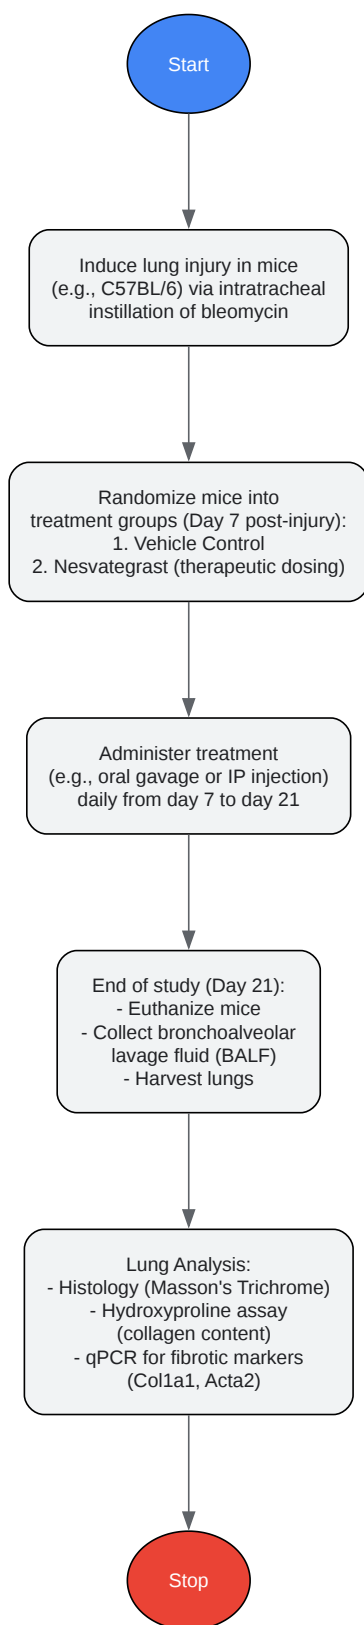 Start
Induce lung injury in mice
(e.g., C57BL/6) via intratracheal
instillation of bleomycin
Randomize mice into
treatment groups (Day 7 post-injury):
1. Vehicle Control
2. Nesvategrast (therapeutic dosing)
Administer treatment
(e.g., oral gavage or IP injection)
daily from day 7 to day 21
End of study (Day 21):
- Euthanize mice
- Collect bronchoalveolar
lavage fluid (BALF)
- Harvest lungs
Lung Analysis:
- Histology (Masson's Trichrome)
- Hydroxyproline assay
(collagen content)
- qPCR for fibrotic markers
(Col1a1, Acta2)
Stop